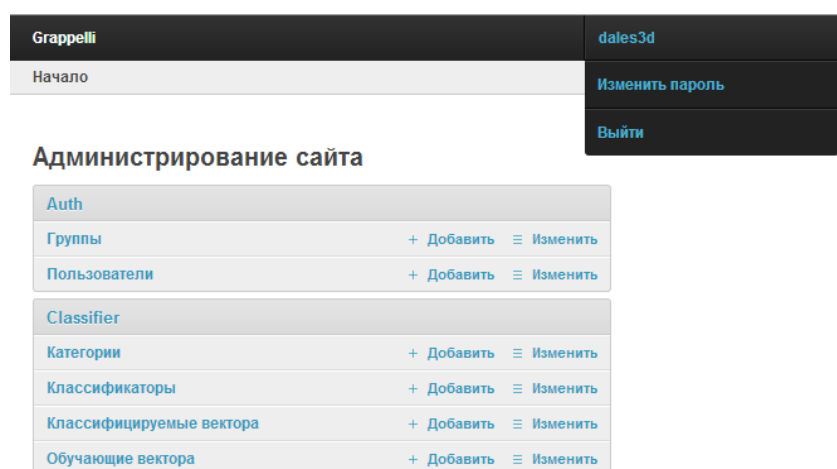 Grappelli dales3d
Начало
Изменить пароль
Выйти
Администрирование сайта
Auth
Группы + Добавить Изменить
Пользователи + Добавить Изменить
Classifier
Категории + Добавить Изменить
Классификаторы + Добавить Изменить
Классифицируемые вектора + Добавить Изменить
Обучающие вектора + Добавить Изменить